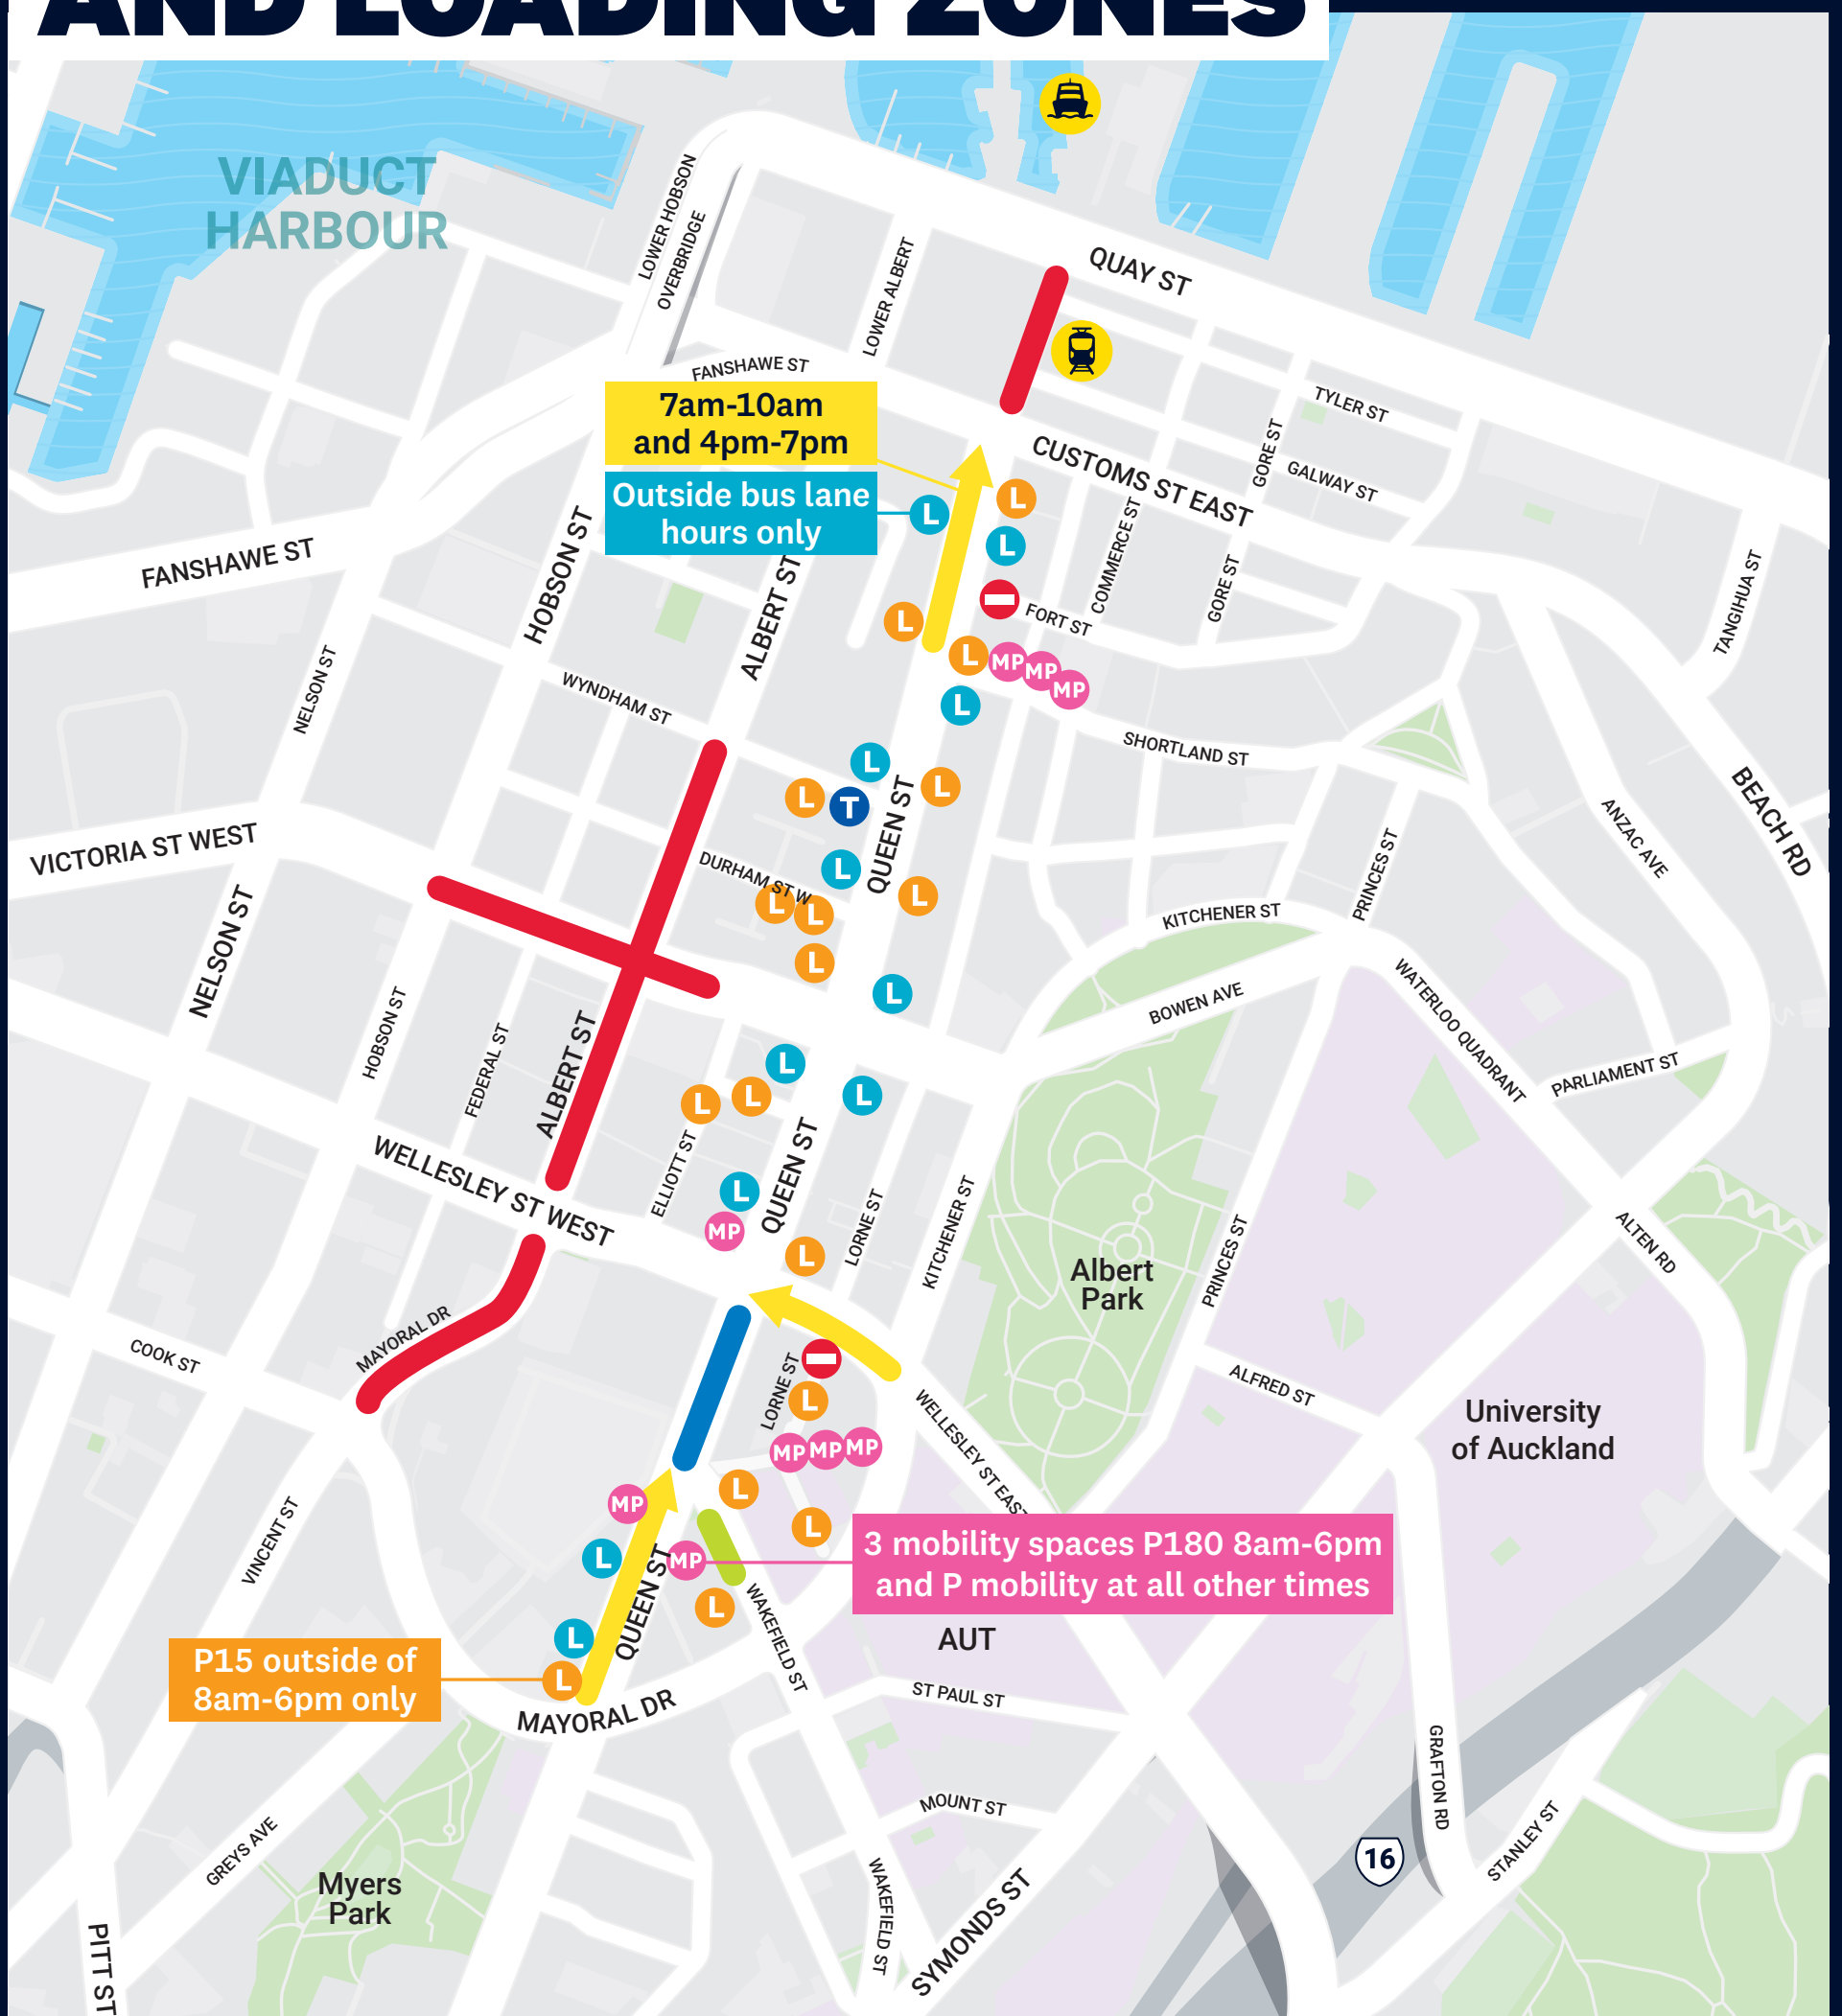 AND LOADING ZONES
VIADUCT
HARBOUR
LOWER HOBSON
OVERBRIDGE
LOWER ALBERT
QUAY ST
FANSHAWE ST
TYLER ST
7am-10am
and 4pm-7pm
CUSTOMS ST EAST
GORE ST
GALWAY ST
Outside bus lane
hours only
L
L
L
HOBSON ST
FANSHAWE ST
ALBERT ST
COMMERCE ST
GORE ST
TANGIHUA ST
FORT ST
L
L
MP
MP
MP
NELSON ST
WYNDHAM ST
L
SHORTLAND ST
L
L
T
L
QUEEN ST
BEACH RD
ANZAC AVE
VICTORIA ST WEST
DURHAM ST W
L
L
L
L
PRINCES ST
KITCHENER ST
NELSON ST
L
L
BOWEN AVE
WATERLOO QUADRANT
HOBSON ST
FEDERAL ST
ALBERT ST
L
L
L
L
PARLIAMENT ST
WELLESLEY ST WEST
ELLIOTT ST
QUEEN ST
L
MP
LORNE ST
KITCHENER ST
L
PRINCES ST
ALTEN RD
Albert
Park
MAYORAL DR
COOK ST
LORNE ST
L
ALFRED ST
WELLESLEY ST EAST
University
of Auckland
MP
MP
MP
L
MP
L
VINCENT ST
L
MP
3 mobility spaces P180 8am-6pm
and P mobility at all other times
QUEEN ST
L
WAKEFIELD ST
L
AUT
P15 outside of
8am-6pm only
L
MAYORAL DR
ST PAUL ST
GRAFTON RD
MOUNT ST
STANLEY ST
16
GREYS AVE
Myers
Park
WAKEFIELD ST
SYMONDS ST
PITT ST